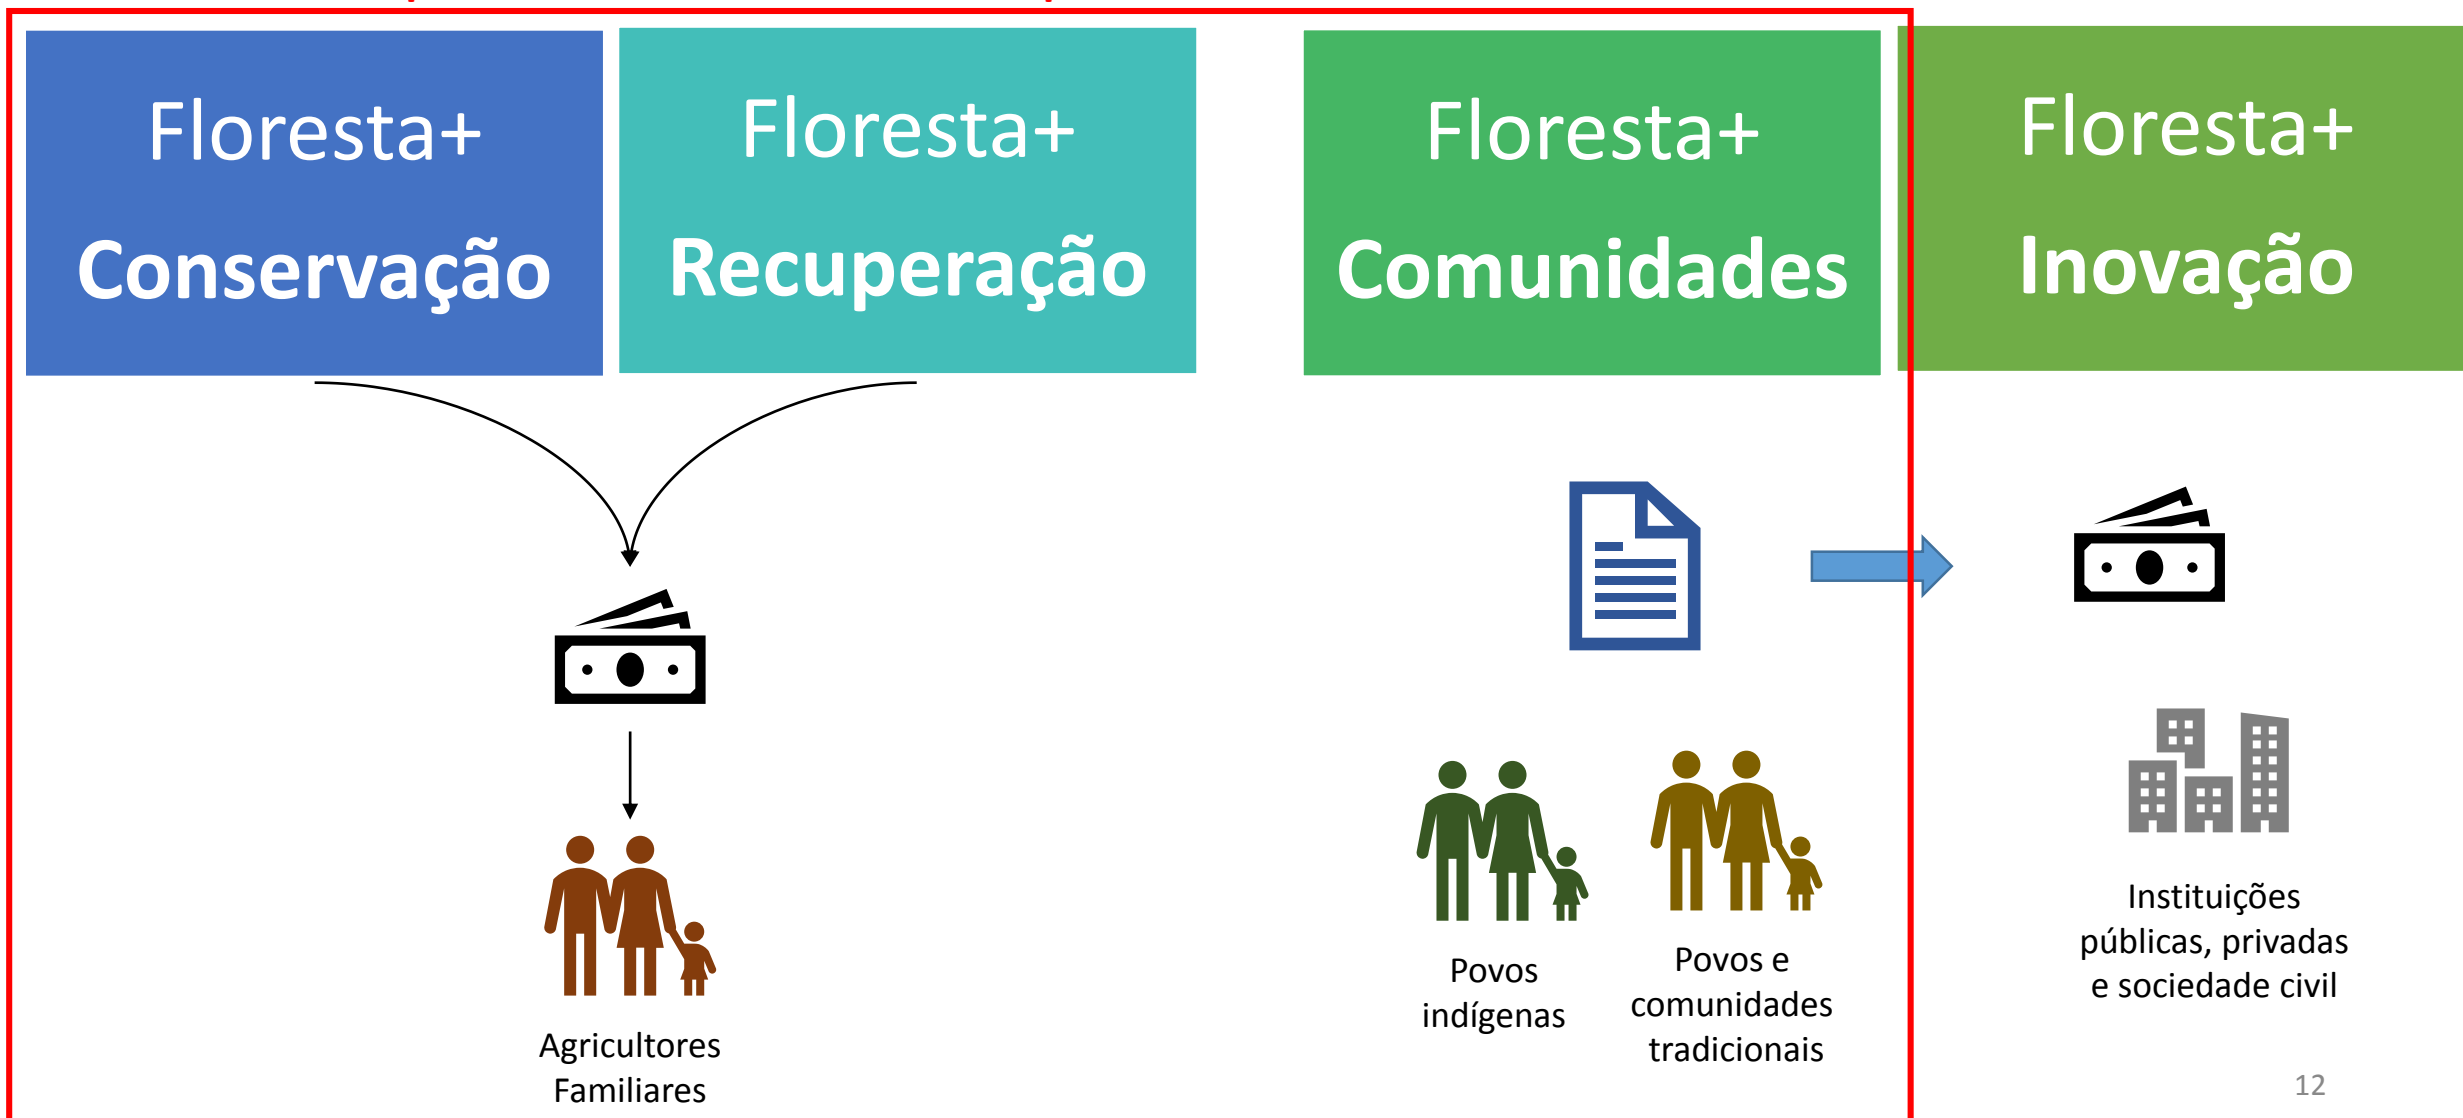 Floresta+
Conservação
Floresta+
Recuperação
Floresta+
Comunidades
Floresta+
Inovação
Agricultores
Familiares
Povos
indígenas
Povos e
comunidades
tradicionais
Instituições
públicas, privadas
e sociedade civil
12